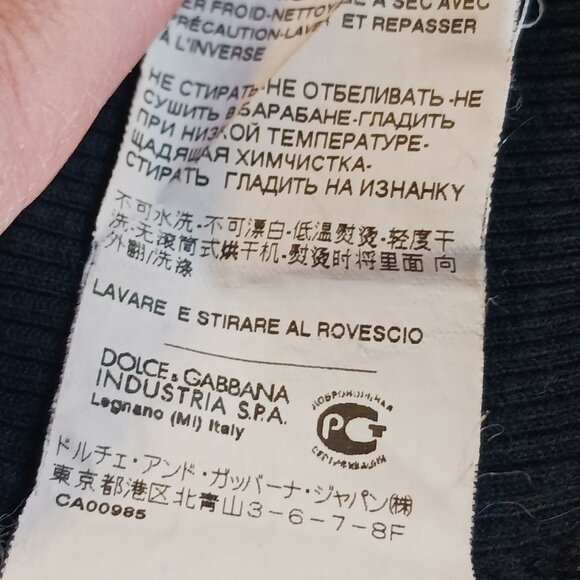 FROID-NETTOYAGE A SEC AVEC
PRÉCAUTION-LAVER ET REPASSER
A L'INVERSE
НЕ СТИРАТЬ-НЕ ОТБЕЛИВАТЬ-НЕ
СУШИТЬ В БАРАБАНЕ-ГЛАДИТЬ
ПРИ НИЗКОЙ ТЕМПЕРАТУРЕ-
ЩАДЯЩАЯ ХИМЧИСТКА-
СТИРАТЬ ГЛАДИТЬ НА ИЗНАНКУ
不可水洗-不可漂白-低温熨烫-轻度干
洗-无滚筒式烘干机-熨烫时将里面 向
外翻/洗涤
LAVARE E STIRARE AL ROVESCIO
DOLCE & GABBANA
INDUSTRIA S.P.A.
Legnano (MI) Italy
ДОБРОВОЛЬНАЯ
РСТ
СЕРТИФИКАЦИЯ
ドルチェ・アンド・ガッバーナ・ジャパン㈱
東京都港区北青山3-6-7-8F
CA00985